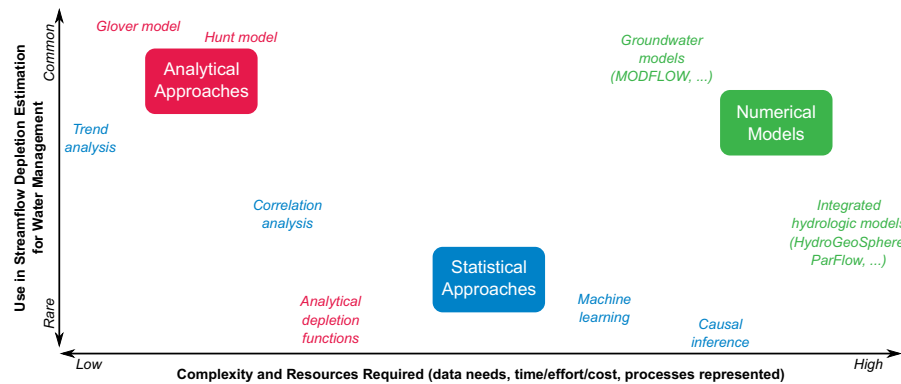 Use in Streamflow Depletion Estimation
for Water Management
Common
Rare
Glover model
Hunt model
Analytical
Approaches
Trend
analysis
Correlation
analysis
Analytical
depletion
functions
Statistical
Approaches
Machine
learning
Causal
inference
Groundwater
models
(MODFLOW, ...)
Numerical
Models
Integrated
hydrologic models
(HydroGeoSphere,
ParFlow, ...)
Low
High
Complexity and Resources Required (data needs, time/effort/cost, processes represented)